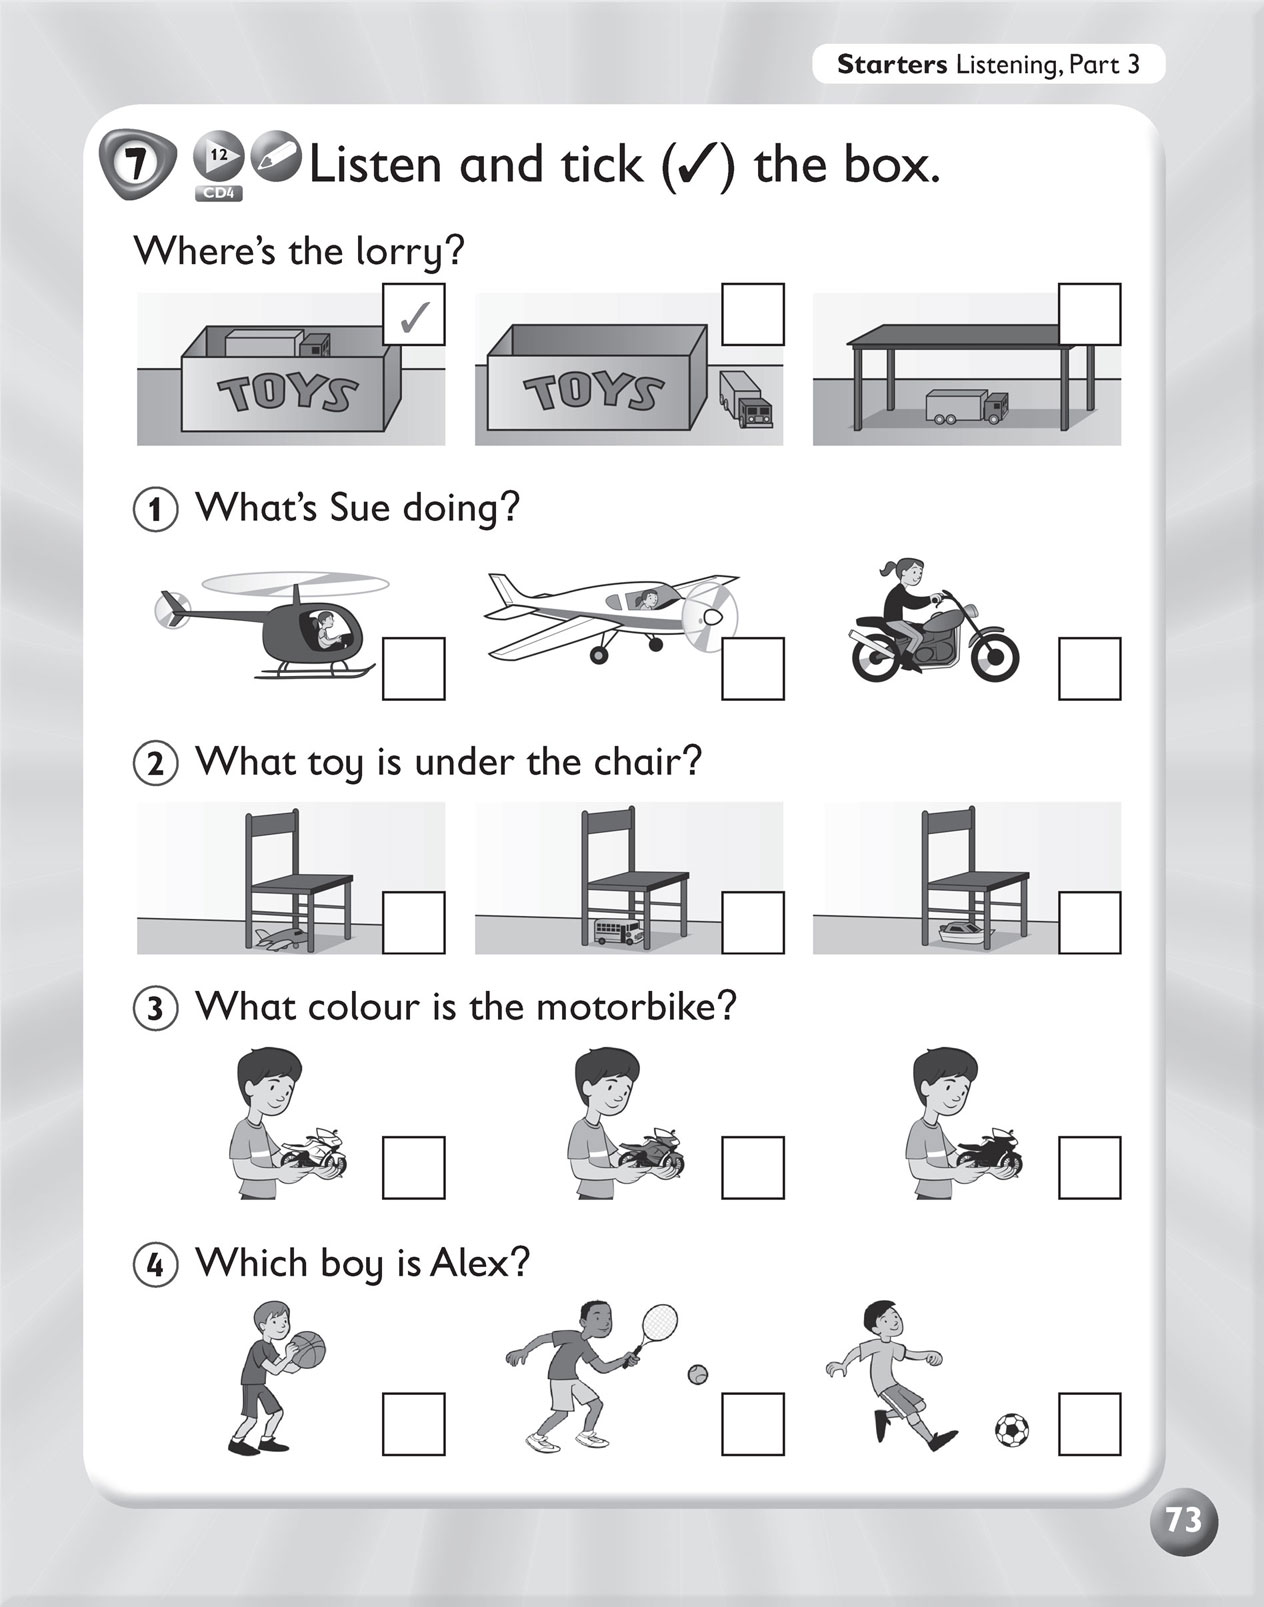 Starters Listening, Part 3
7 12 CD4 Listen and tick (✓) the box.
Where's the lorry?
✓
TOYS
TOYS
1 What's Sue doing?
2 What toy is under the chair?
3 What colour is the motorbike?
4 Which boy is Alex?
73